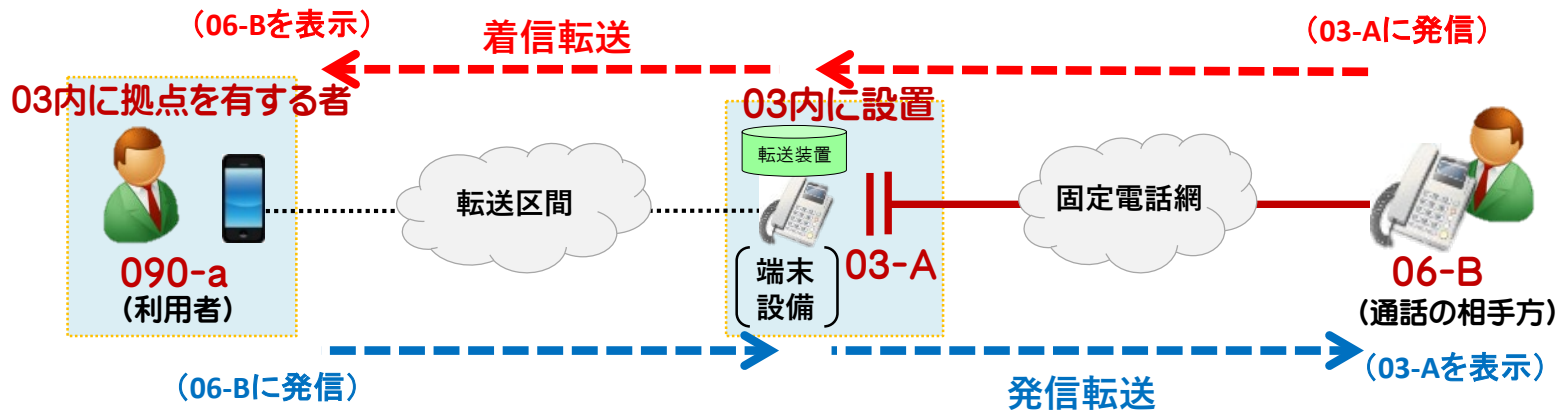 （06-Bを表示）
着信転送
（03-Aに発信）
03内に拠点を有する者
03内に設置
転送装置
転送区間
固定電話網
090-a
（利用者）
端末
設備
03-A
06-B
（通話の相手方）
（06-Bに発信）
発信転送
（03-Aを表示）